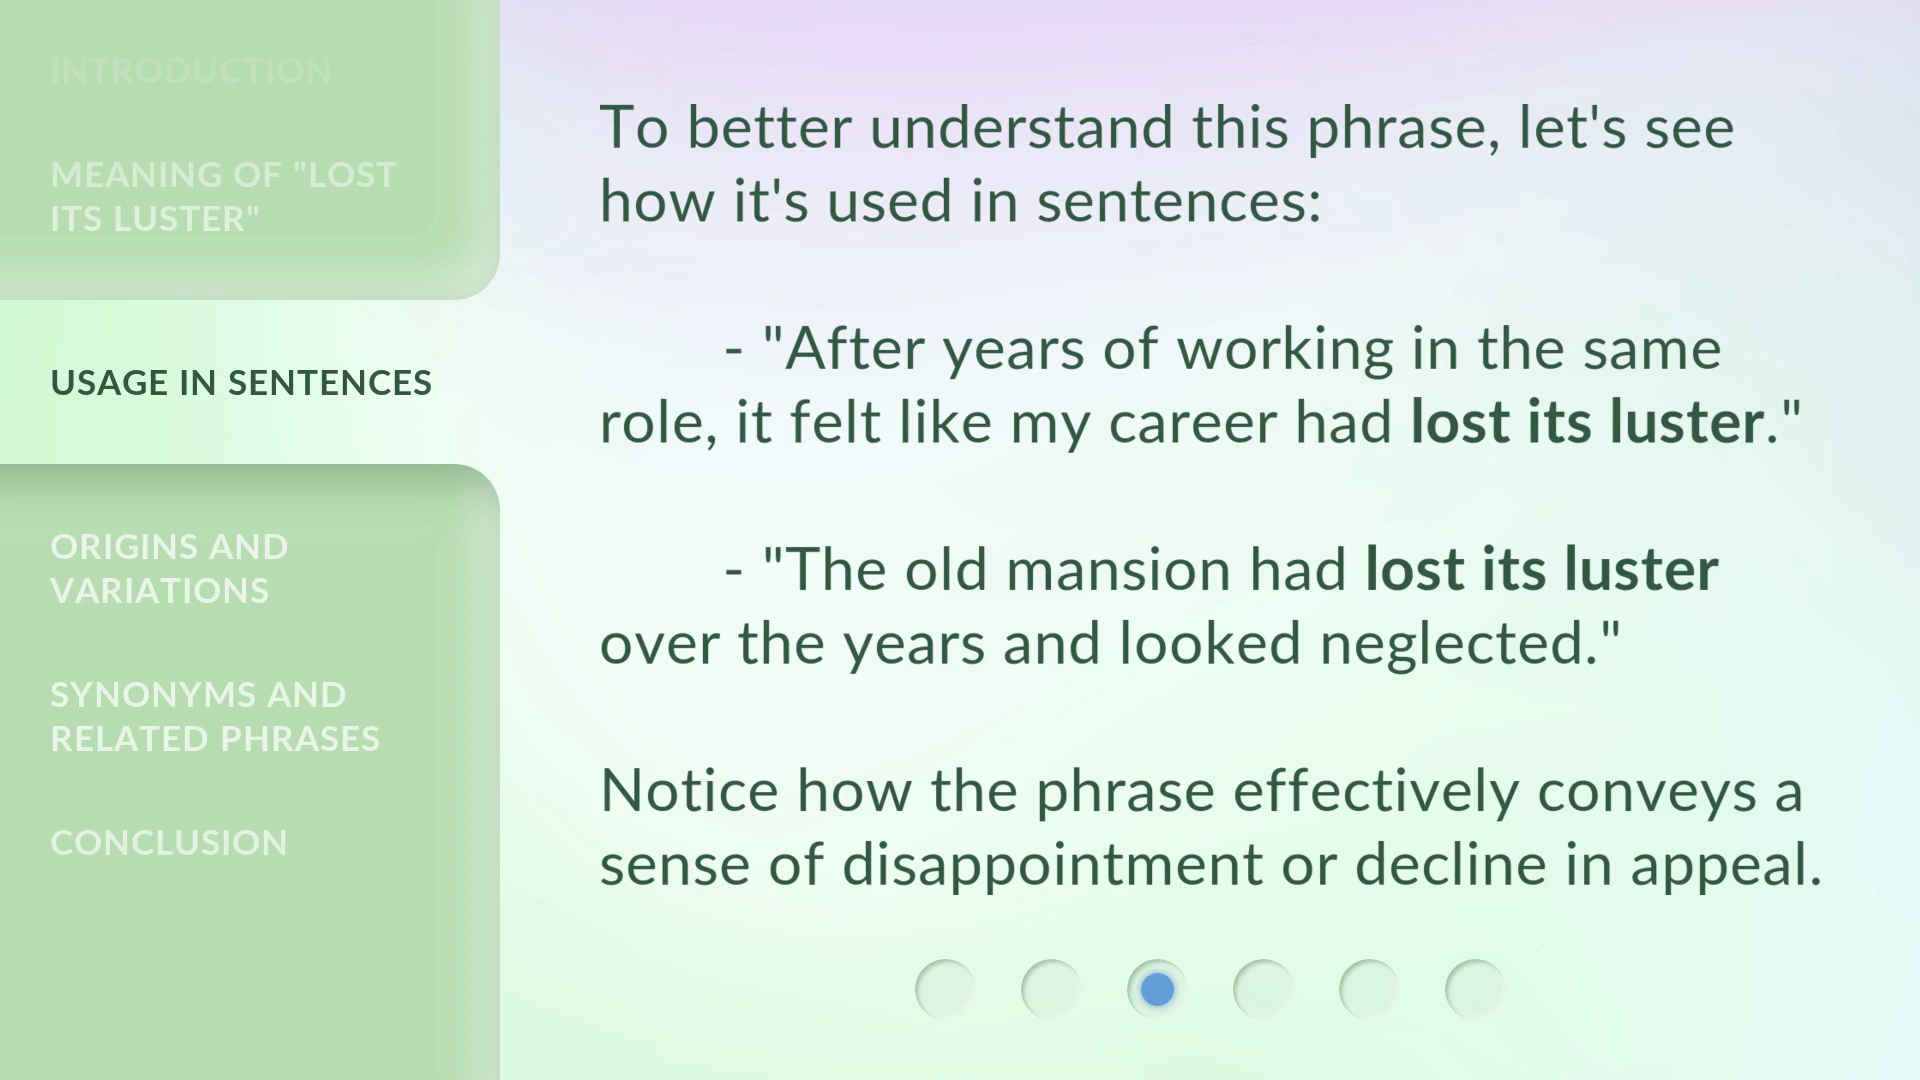 INTRODUCTION
MEANING OF "LOST
ITS LUSTER"
USAGE IN SENTENCES
ORIGINS AND
VARIATIONS
SYNONYMS AND
RELATED PHRASES
CONCLUSION
To better understand this phrase, let's see
how it's used in sentences:
- "After years of working in the same
role, it felt like my career had lost its luster."
- "The old mansion had lost its luster
over the years and looked neglected."
Notice how the phrase effectively conveys a
sense of disappointment or decline in appeal.